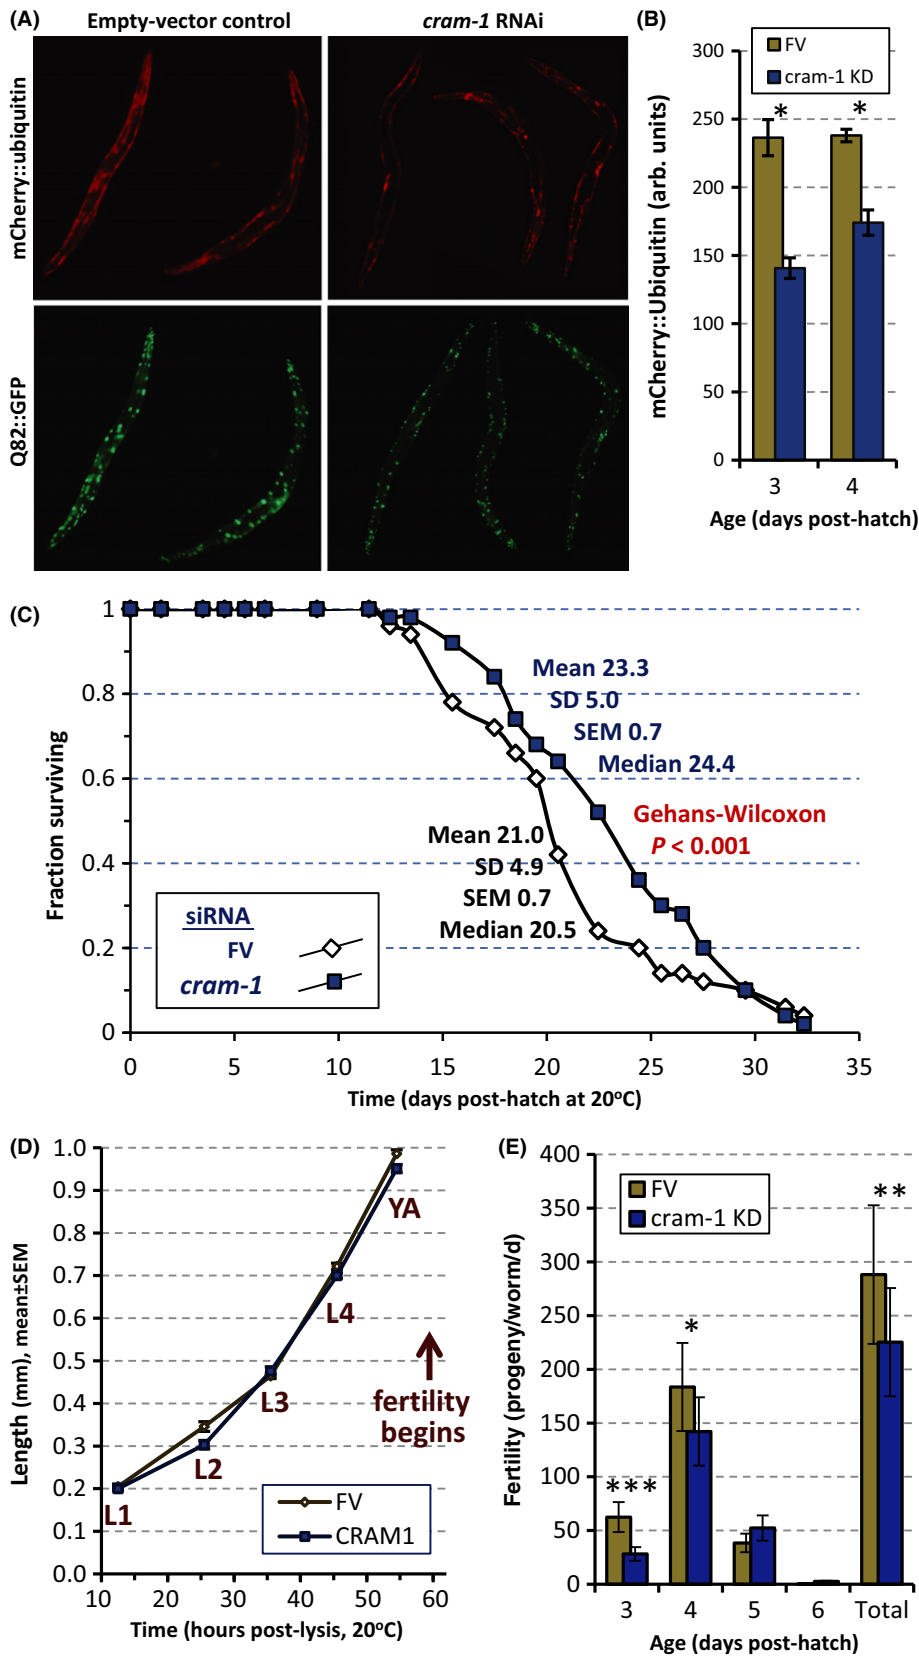 (A)
Empty-vector control
cram-1 RNAi
mCherry::ubiquitin
Q82::GFP
(B)
300
250
200
150
100
50
0
mCherry::Ubiquitin (arb. units)
FV
cram-1 KD
*
*
3
4
Age (days post-hatch)
(C)
1
0.8
0.6
0.4
0.2
0
Fraction surviving
Mean 23.3
SD 5.0
SEM 0.7
Median 24.4
Gehans-Wilcoxon
P < 0.001
Mean 21.0
SD 4.9
SEM 0.7
Median 20.5
siRNA
FV
cram-1
0 5 10 15 20 25 30 35
Time (days post-hatch at 20°C)
(D)
1.0
0.9
0.8
0.7
0.6
0.5
0.4
0.3
0.2
0.1
0.0
Length (mm), mean±SEM
YA
L4
L3
L2
L1
fertility
begins
FV
CRAM1
10 20 30 40 50 60
Time (hours post-lysis, 20°C)
(E)
400
350
300
250
200
150
100
50
0
Fertility (progeny/worm/d)
FV
cram-1 KD
***
*
**
3 4 5 6 Total
Age (days post-hatch)